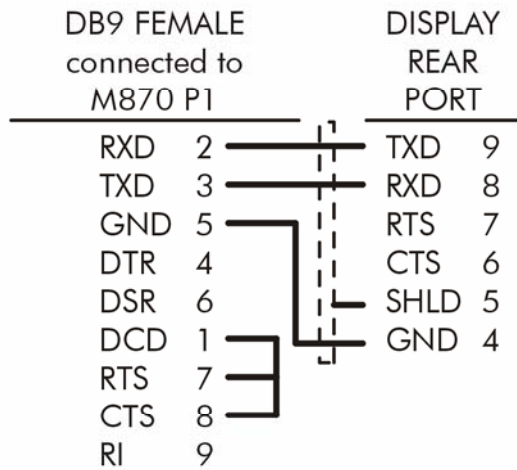 DB9 FEMALE
connected to
M870 P1
DISPLAY
REAR
PORT
RXD 2 TXD 9
TXD 3 RXD 8
GND 5 RTS 7
DTR 4 CTS 6
DSR 6 SHLD 5
DCD 1 GND 4
RTS 7
CTS 8
RI 9